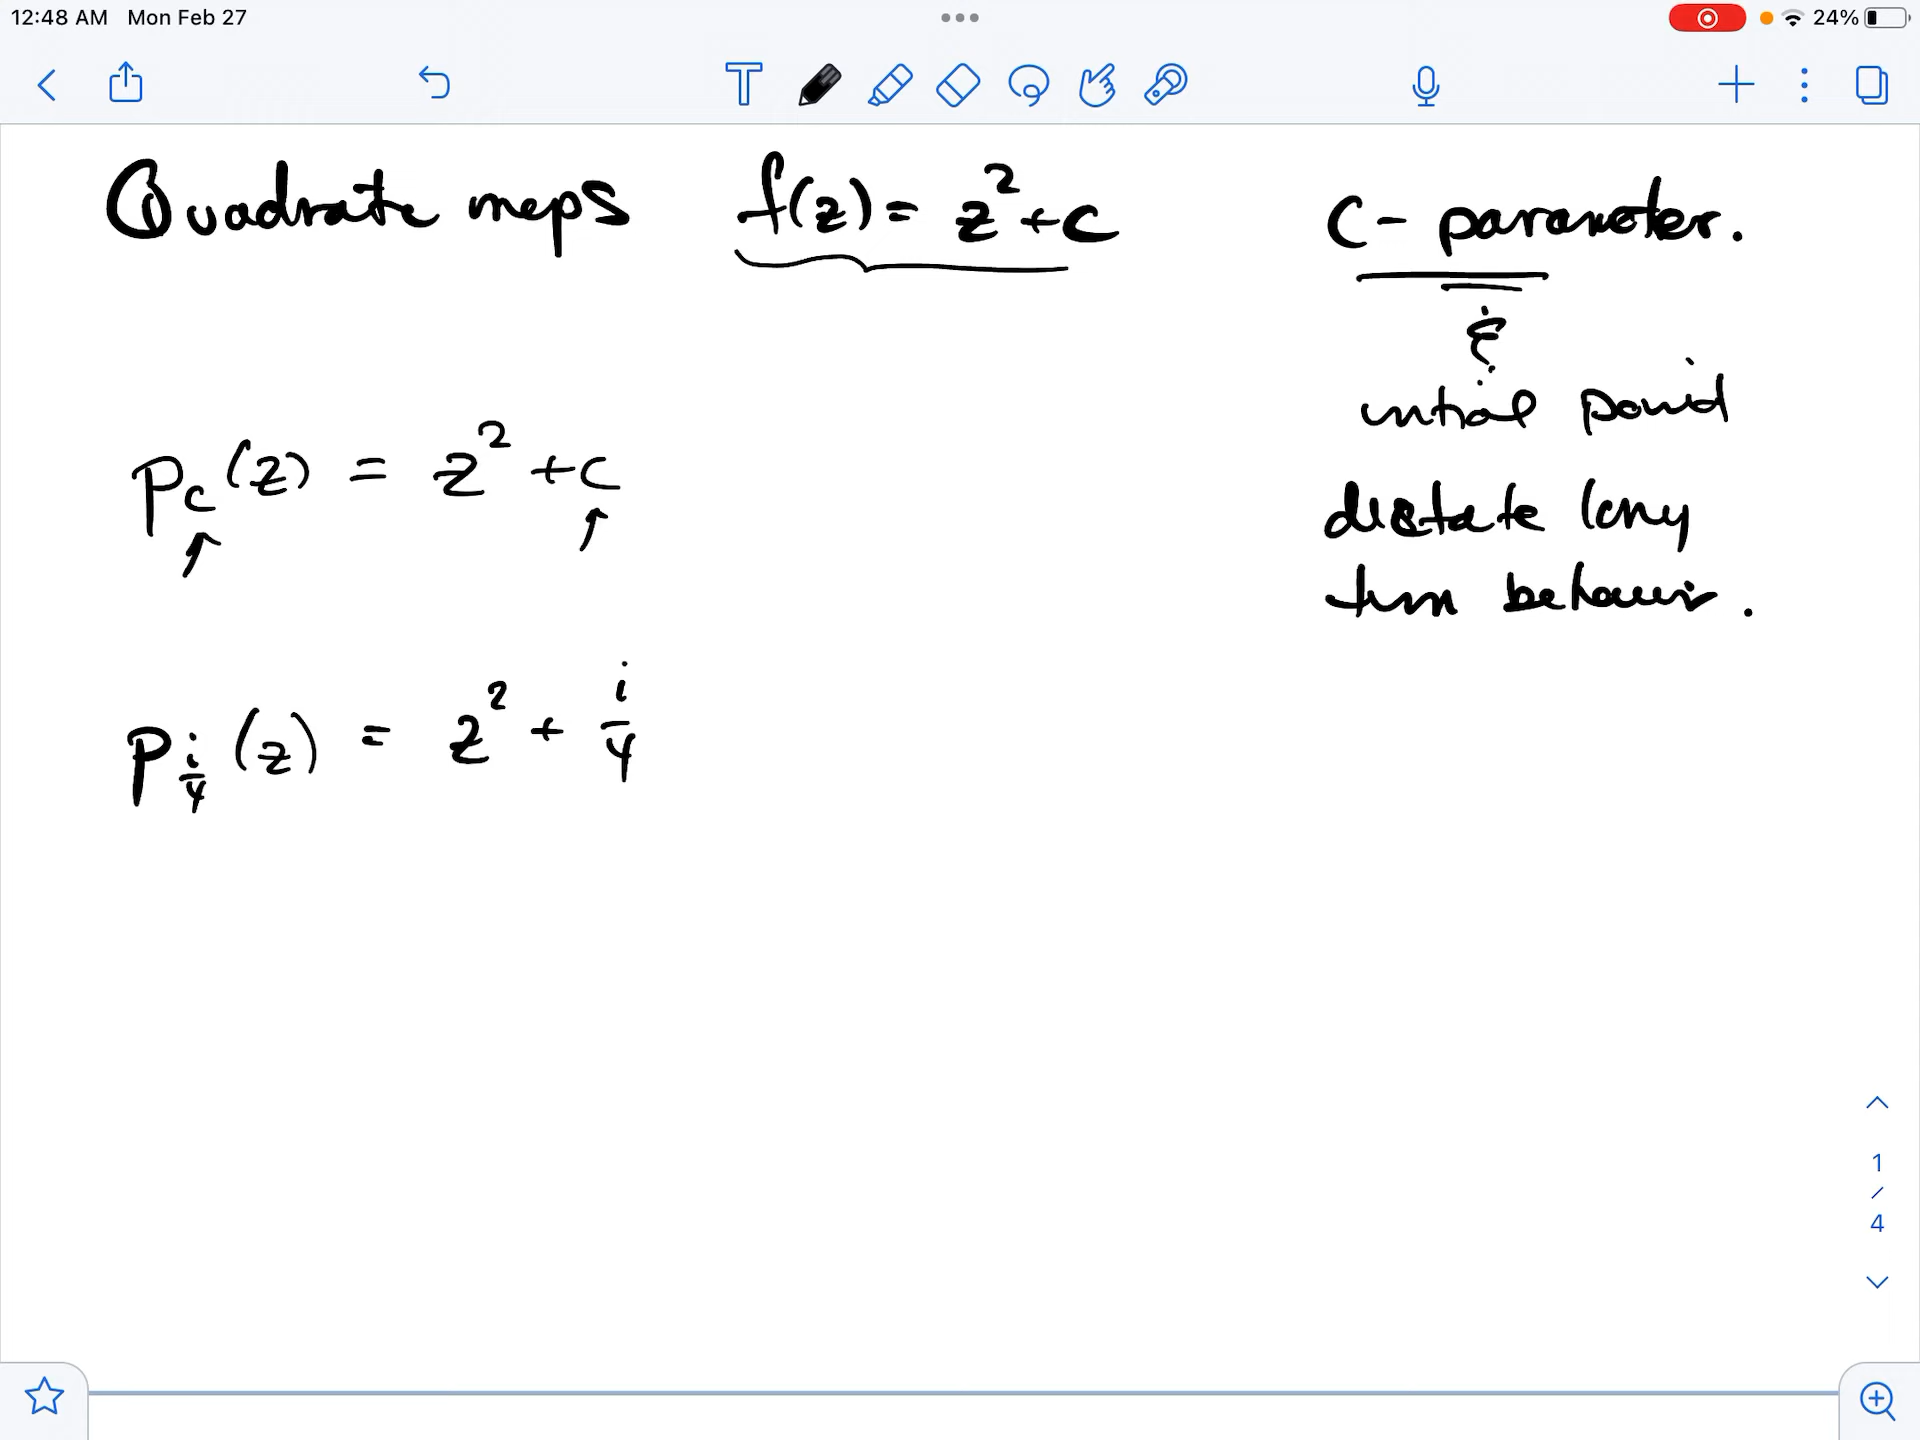 12:48 AM Mon Feb 27
24%
Quadratic maps f(z) = z² + c
c - parameter.
&
initial point
dictate long
term behavior.
P_c(z) = z² + c
P_{i/4}(z) = z² + i/4
1
/
4